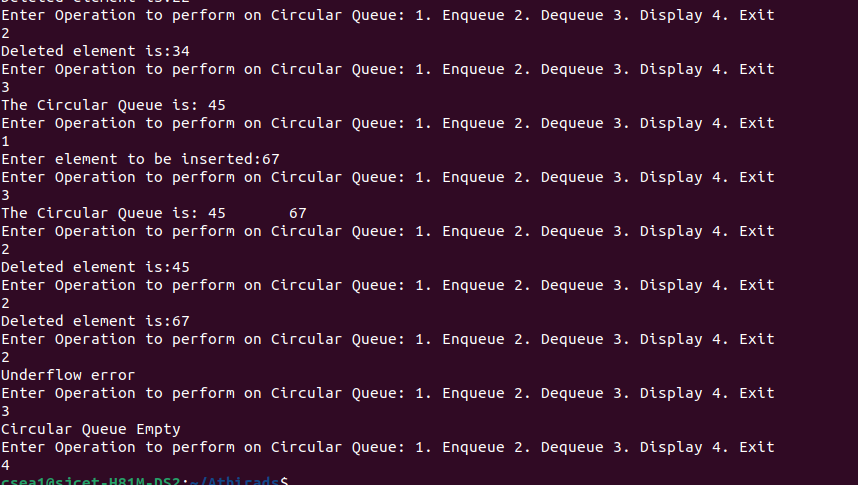 Deleted element is:22
Enter Operation to perform on Circular Queue: 1. Enqueue 2. Dequeue 3. Display 4. Exit
2
Deleted element is:34
Enter Operation to perform on Circular Queue: 1. Enqueue 2. Dequeue 3. Display 4. Exit
3
The Circular Queue is: 45
Enter Operation to perform on Circular Queue: 1. Enqueue 2. Dequeue 3. Display 4. Exit
1
Enter element to be inserted:67
Enter Operation to perform on Circular Queue: 1. Enqueue 2. Dequeue 3. Display 4. Exit
3
The Circular Queue is: 45       67
Enter Operation to perform on Circular Queue: 1. Enqueue 2. Dequeue 3. Display 4. Exit
2
Deleted element is:45
Enter Operation to perform on Circular Queue: 1. Enqueue 2. Dequeue 3. Display 4. Exit
2
Deleted element is:67
Enter Operation to perform on Circular Queue: 1. Enqueue 2. Dequeue 3. Display 4. Exit
2
Underflow error
Enter Operation to perform on Circular Queue: 1. Enqueue 2. Dequeue 3. Display 4. Exit
3
Circular Queue Empty
Enter Operation to perform on Circular Queue: 1. Enqueue 2. Dequeue 3. Display 4. Exit
4
csea10@sjcet-H81M-DS2:~/Athirads$